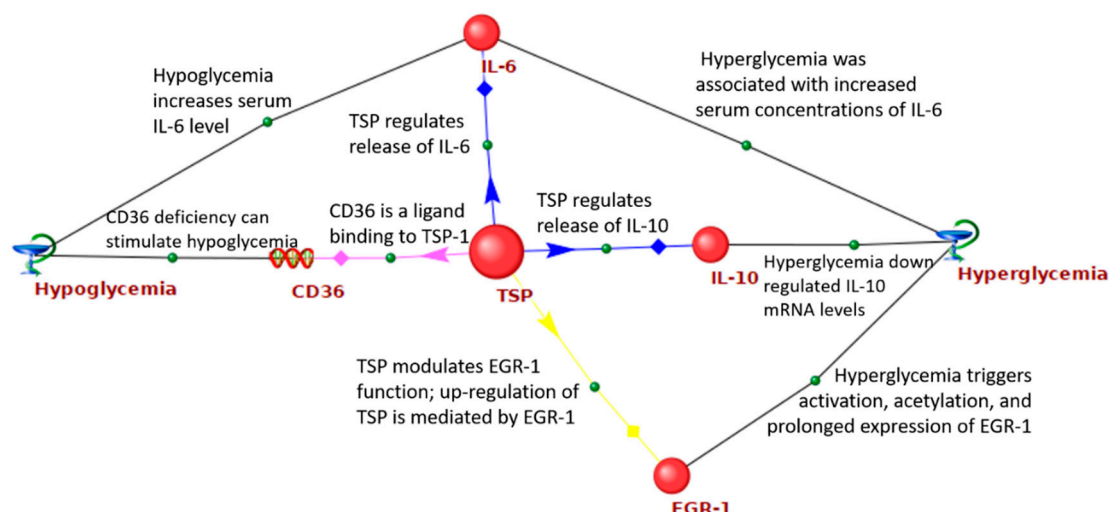 IL-6
Hypoglycemia
increases serum
IL-6 level
Hyperglycemia was
associated with increased
serum concentrations of IL-6
TSP regulates
release of IL-6
CD36 deficiency can
stimulate hypoglycemia
CD36 is a ligand
binding to TSP-1
TSP regulates
release of IL-10
Hypoglycemia
CD36
TSP
IL-10
Hyperglycemia
Hyperglycemia down
regulated IL-10
mRNA levels
TSP modulates EGR-1
function; up-regulation of
TSP is mediated by EGR-1
Hyperglycemia triggers
activation, acetylation, and
prolonged expression of EGR-1
EGR-1